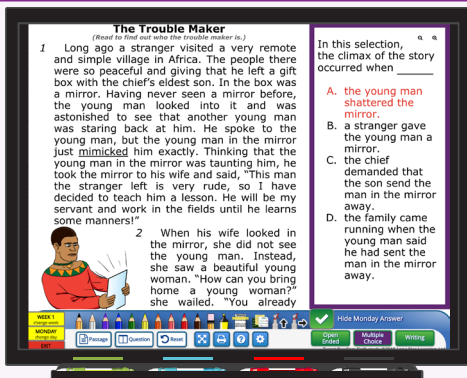 The Trouble Maker
(Read to find out who the trouble maker is.)
1 Long ago a stranger visited a very remote
and simple village in Africa. The people there
were so peaceful and giving that he left a gift
box with the chief's eldest son. In the box was
a mirror. Having never seen a mirror before,
the young man looked into it and was
astonished to see that another young man
was staring back at him. He spoke to the
young man, but the young man in the mirror
just mimicked him exactly. Thinking that the
young man in the mirror was taunting him, he
took the mirror to his wife and said, "This man
the stranger left is very rude, so I have
decided to teach him a lesson. He will be my
servant and work in the fields until he learns
some manners!"
2 When his wife looked in
the mirror, she did not see
the young man. Instead,
she saw a beautiful young
woman. "How can you bring
home a young woman?"
she wailed. "You already
In this selection,
the climax of the story
occurred when ______
A. the young man
shattered the
mirror.
B. a stranger gave
the young man a
mirror.
C. the chief
demanded that
the son send the
man in the mirror
away.
D. the family came
running when the
young man said
he had sent the
man in the mirror
away.
WEEK 1
change week
MONDAY
change day
EXIT
Passage
Question
Reset
Hide Monday Answer
Open
Ended
Multiple
Choice
Writing